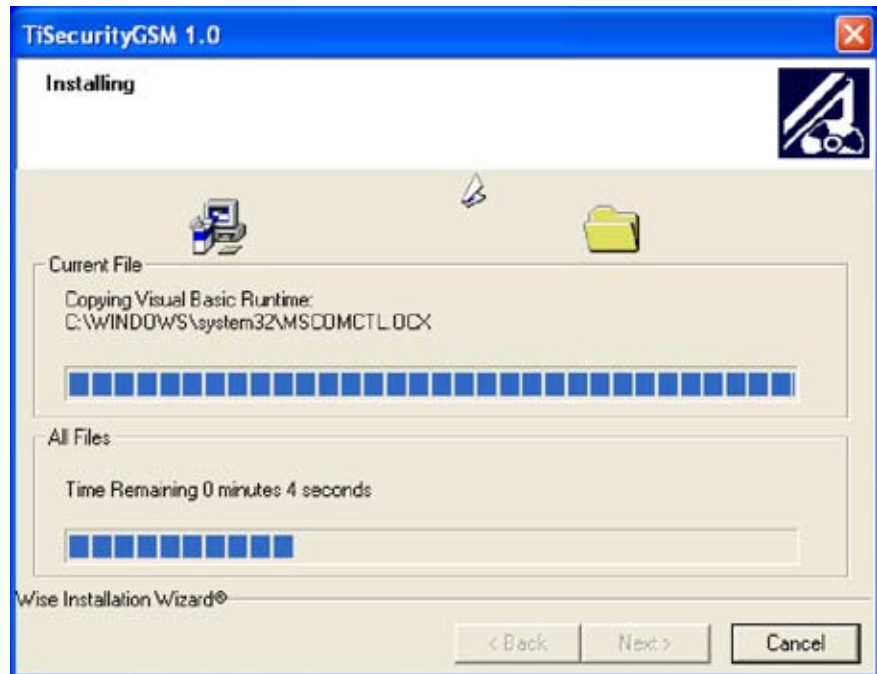 TiSecurityGSM 1.0
Installing
Current File
Copying Visual Basic Runtime:
C:\WINDOWS\system32\MSCOMCTL.OCX
All Files
Time Remaining 0 minutes 4 seconds
Wise Installation Wizard®
< Back
Next >
Cancel